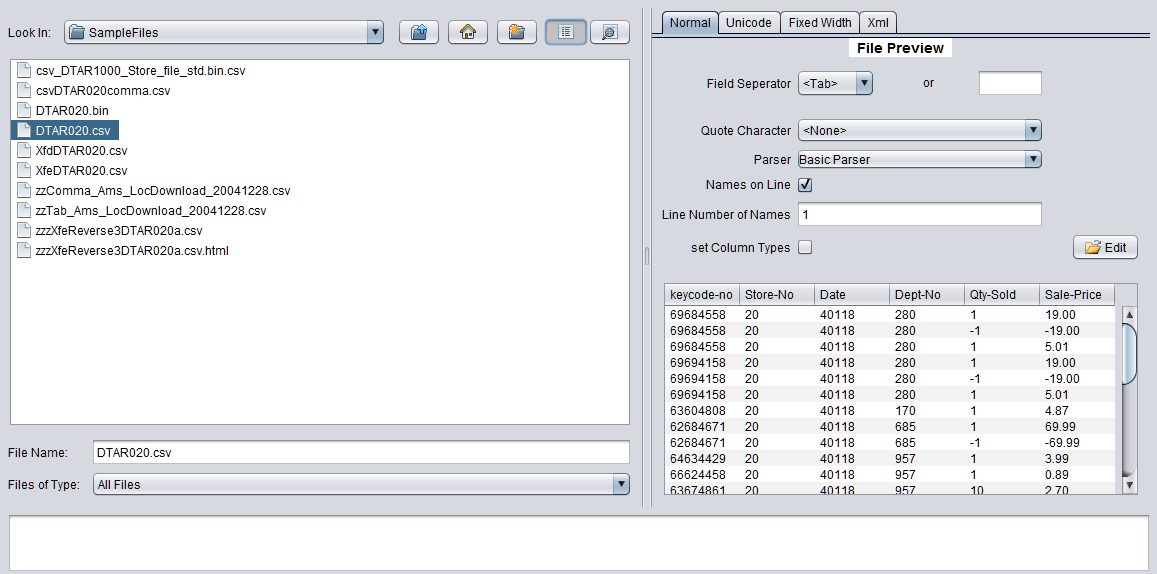 Look In: SampleFiles
csv_DTAR1000_Store_file_std.bin.csv
csvDTAR020comma.csv
DTAR020.bin
DTAR020.csv
XfdDTAR020.csv
XfeDTAR020.csv
zzComma_Ams_LocDownload_20041228.csv
zzTab_Ams_LocDownload_20041228.csv
zzzXfeReverse3DTAR020a.csv
zzzXfeReverse3DTAR020a.csv.html
File Name: DTAR020.csv
Files of Type: All Files
Normal Unicode Fixed Width Xml
File Preview
Field Seperator <Tab> or
Quote Character <None>
Parser Basic Parser
Names on Line
Line Number of Names 1
set Column Types Edit
keycode-no Store-No Date Dept-No Qty-Sold Sale-Price
69684558 20 40118 280 1 19.00
69684558 20 40118 280 -1 -19.00
69684558 20 40118 280 1 5.01
69694158 20 40118 280 1 19.00
69694158 20 40118 280 -1 -19.00
69694158 20 40118 280 1 5.01
63604808 20 40118 170 1 4.87
62684671 20 40118 685 1 69.99
62684671 20 40118 685 -1 -69.99
64634429 20 40118 957 1 3.99
66624458 20 40118 957 1 0.89
63674861 20 40118 957 10 2.70